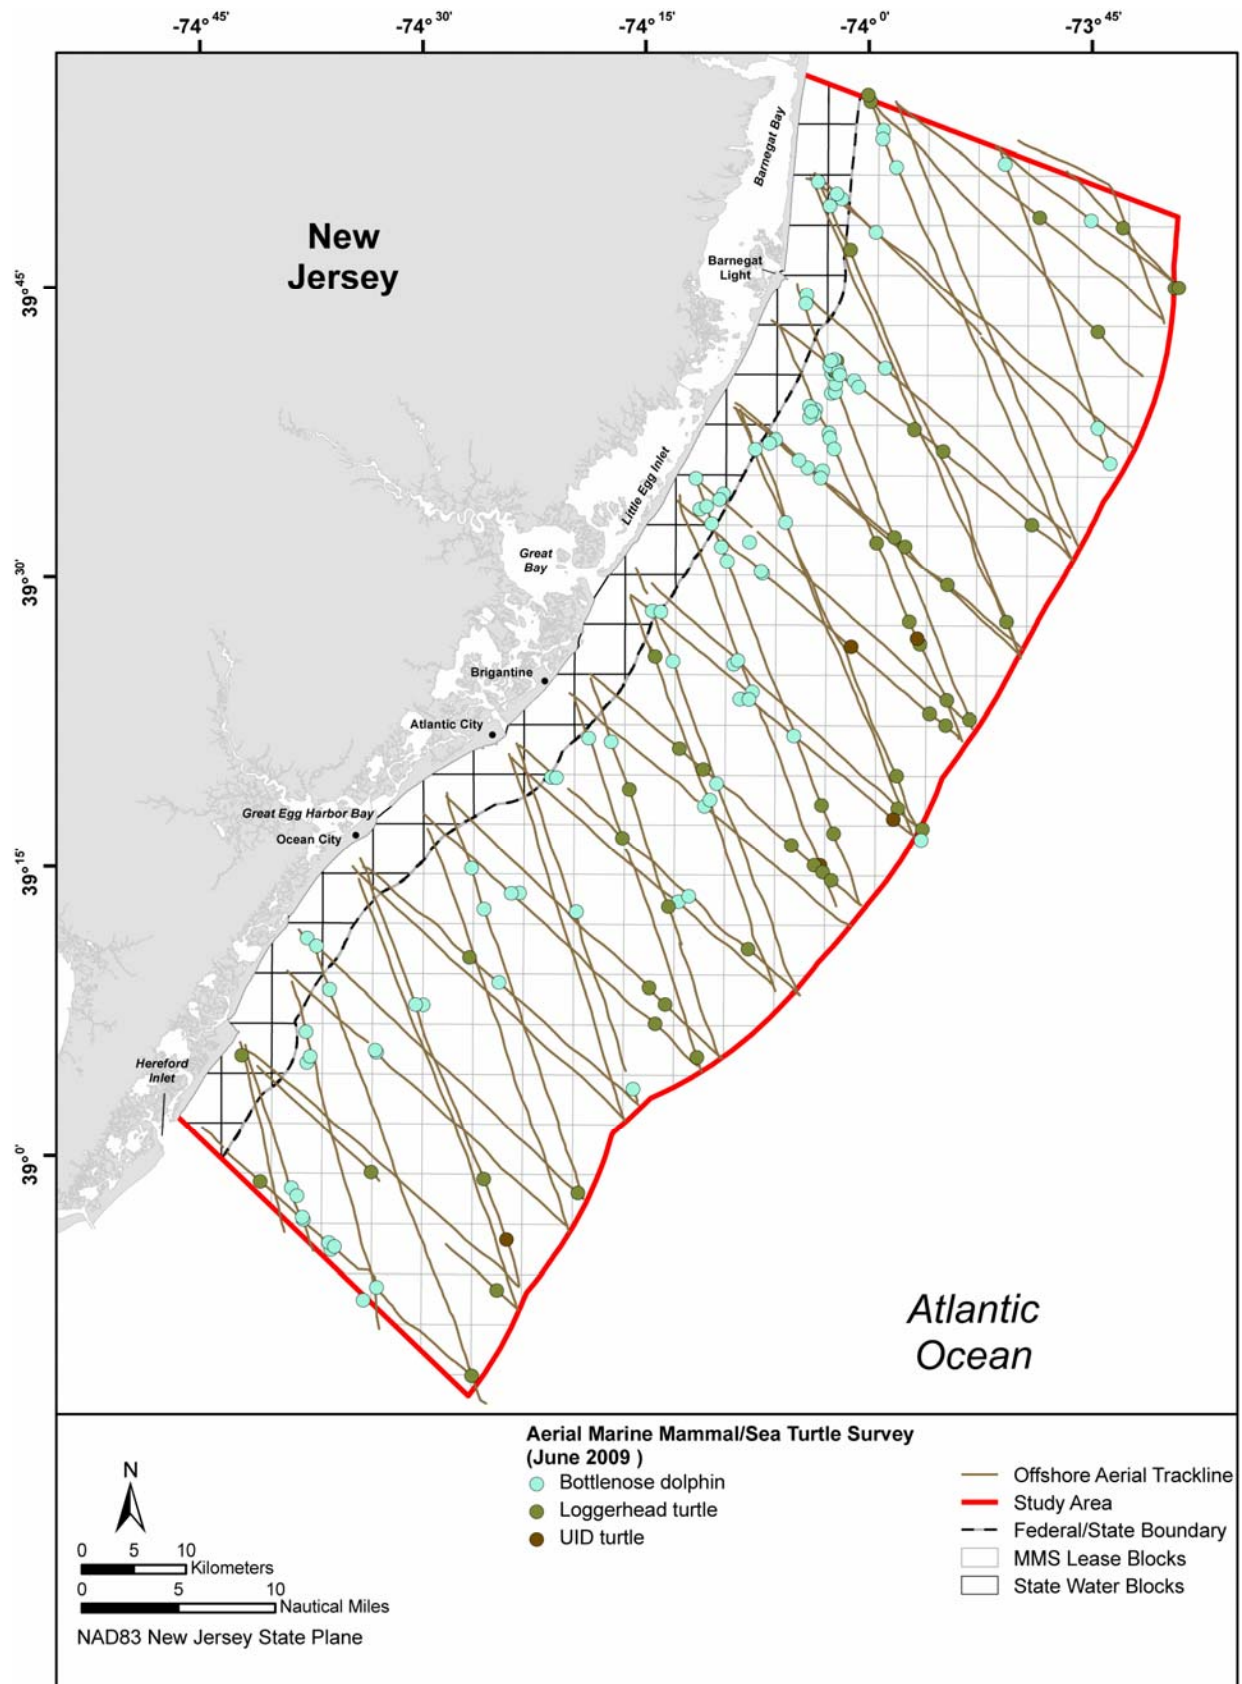 -74° 45'
-74° 30'
-74° 15'
-74° 0'
-73° 45'
39° 45'
39° 30'
39° 15'
39° 0'
Barnegat Bay
New
Jersey
Barnegat
Light
Little Egg Inlet
Great
Bay
Brigantine
Atlantic City
Great Egg Harbor Bay
Ocean City
Hereford
Inlet
Atlantic
Ocean
Aerial Marine Mammal/Sea Turtle Survey
(June 2009 )
Bottlenose dolphin
Loggerhead turtle
UID turtle
Offshore Aerial Trackline
Study Area
Federal/State Boundary
MMS Lease Blocks
State Water Blocks
N
0 5 10
Kilometers
0 5 10
Nautical Miles
NAD83 New Jersey State Plane